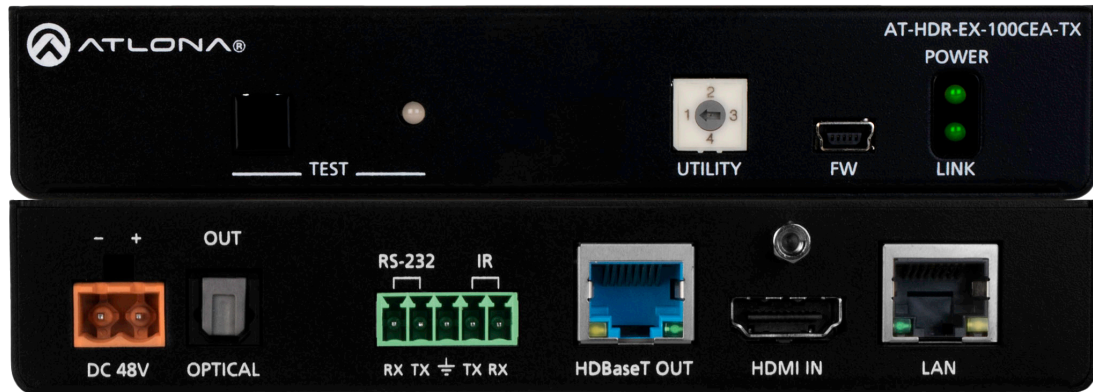 ATLONA®
AT-HDR-EX-100CEA-TX
POWER
2
1 3
4
TEST
UTILITY
FW
LINK
- +
OUT
RS-232
IR
DC 48V
OPTICAL
RX TX ⏚ TX RX
HDBaseT OUT
HDMI IN
LAN